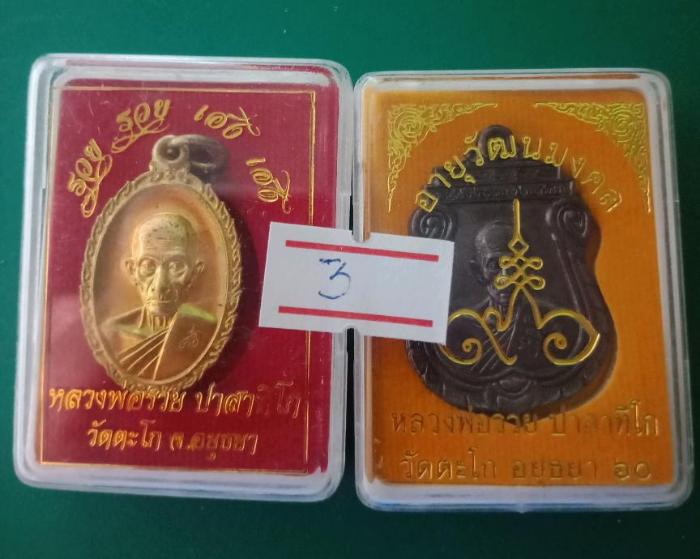 รวย รวย เฮง เฮง
หลวงพ่อรวย ปาสาทิโก
วัดตะโก จ.อยุธยา
3
อายุวัฒนมงคล
หลวงพ่อรวย ปาสาทิโก
วัดตะโก อยุธยา ๖๐